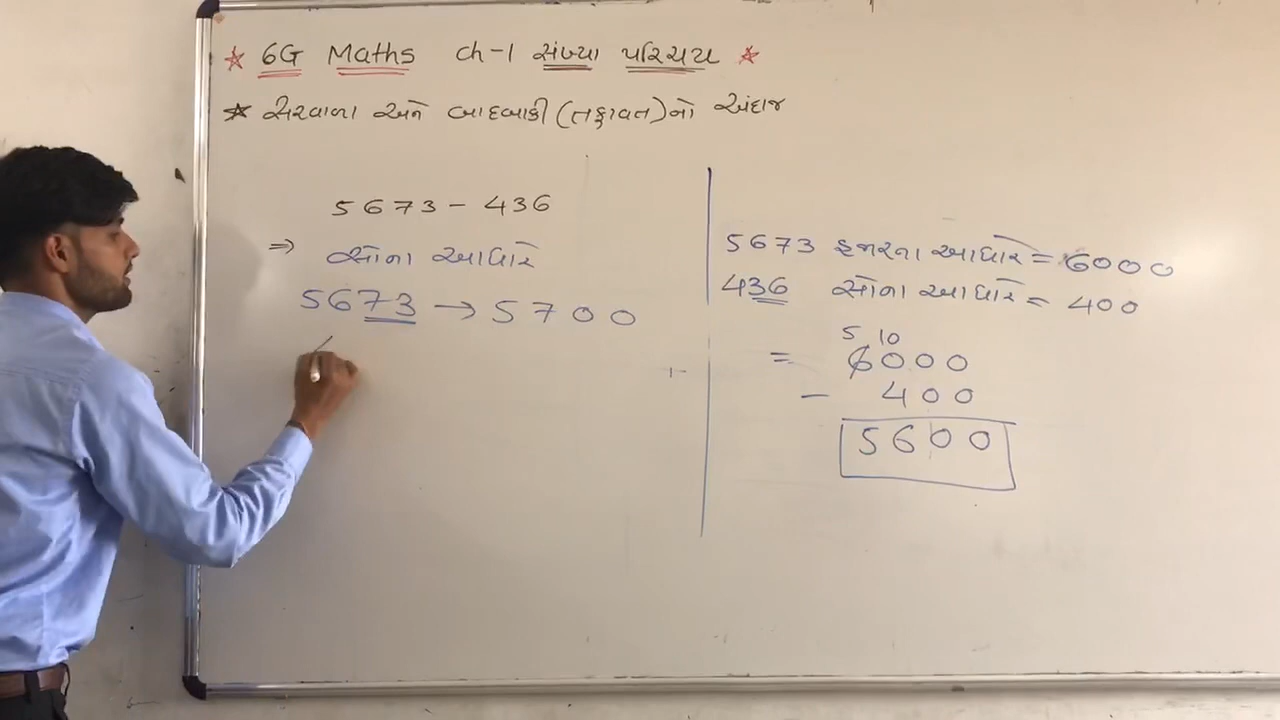 ★ 6G Maths ch-1 સંખ્યા પરિચય ★
★ સરવાળા અને બાદબાકી (તફાવત) નો અંદાજ
5673 - 436
⇒ સોના આધારે
5673 → 5700
5673 હજારના આધારે = 6000
436 સોના આધારે = 400
5 10
= 6000
- 400
5600